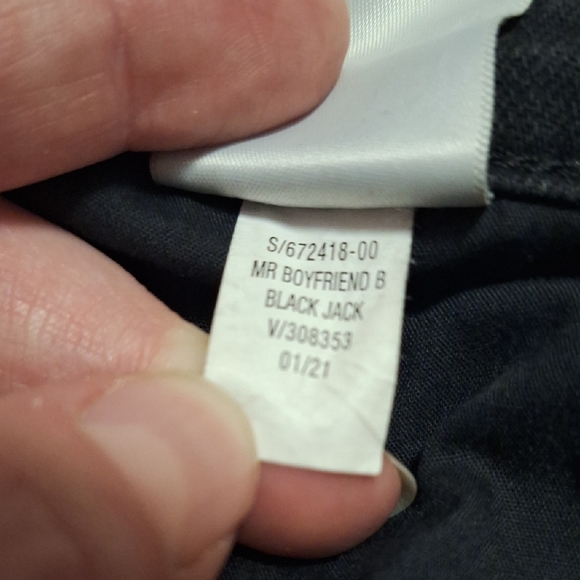 S/672418-00
MR BOYFRIEND B
BLACK JACK
V/308353
01/21